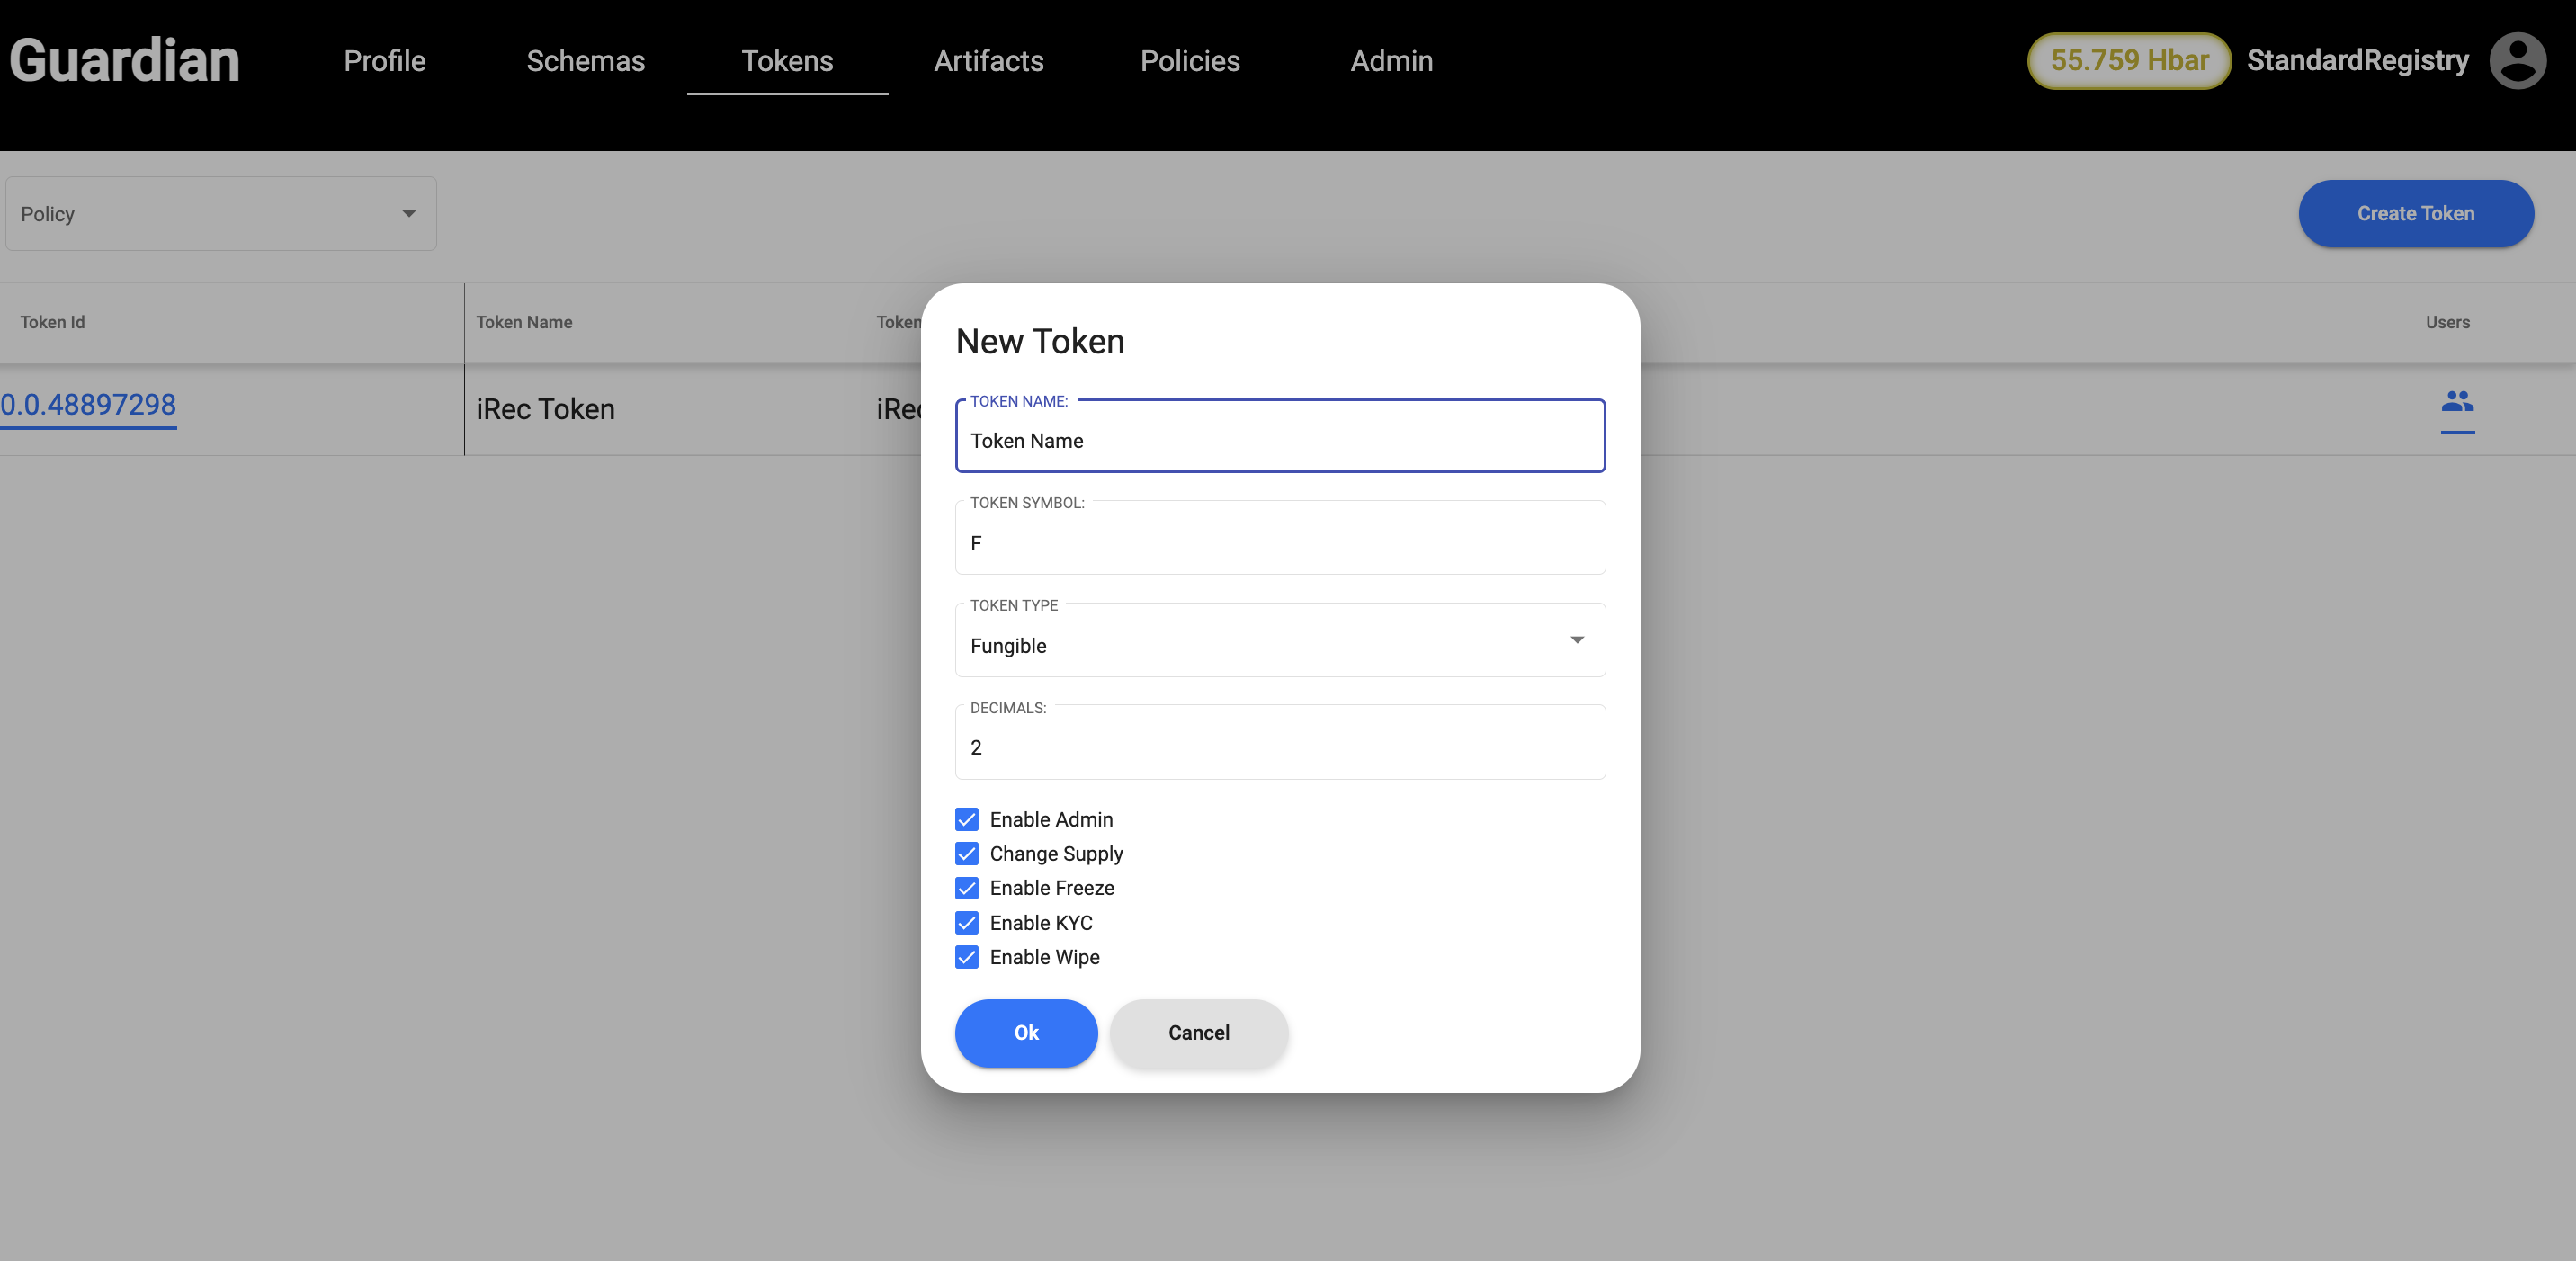 Guardian Profile Schemas Tokens Artifacts Policies Admin 55.759 Hbar StandardRegistry
Policy Create Token
Token Id Token Name Token Users
0.0.48897298 iRec Token
New Token
TOKEN NAME:
Token Name
TOKEN SYMBOL:
F
TOKEN TYPE
Fungible
DECIMALS:
2
Enable Admin
Change Supply
Enable Freeze
Enable KYC
Enable Wipe
Ok Cancel